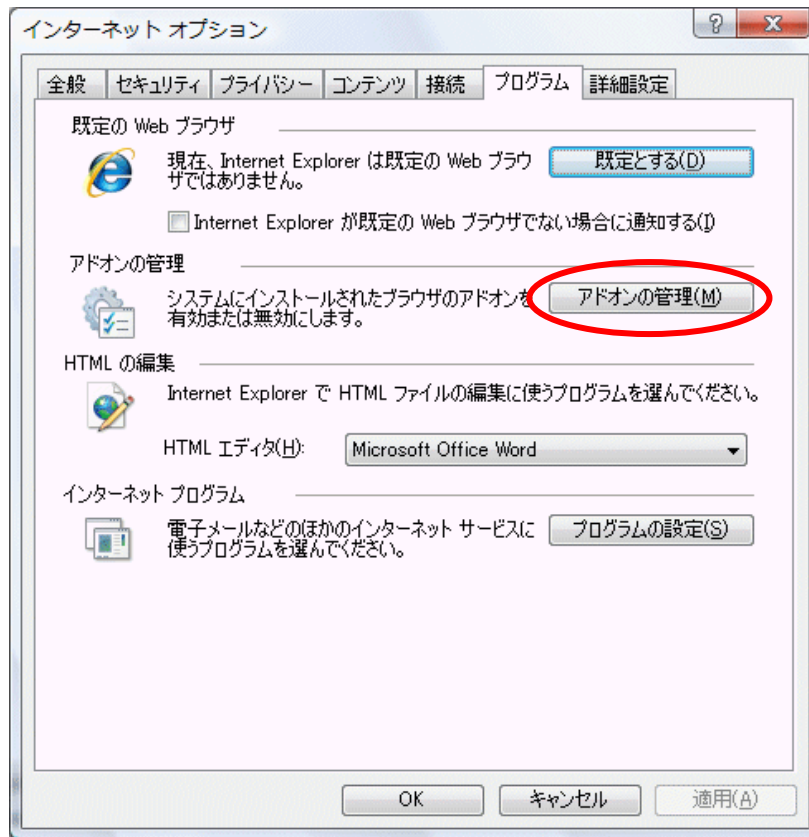 インターネット オプション
全般 セキュリティ プライバシー コンテンツ 接続 プログラム 詳細設定
既定の Web ブラウザ
現在、Internet Explorer は既定の Web ブラウ
ザではありません。
既定とする(D)
Internet Explorer が既定の Web ブラウザでない場合に通知する(I)
アドオンの管理
システムにインストールされたブラウザのアドオンを
有効または無効にします。
アドオンの管理(M)
HTML の編集
Internet Explorer で HTML ファイルの編集に使うプログラムを選んでください。
HTML エディタ(H): Microsoft Office Word
インターネット プログラム
電子メールなどのほかのインターネット サービスに
使うプログラムを選んでください。
プログラムの設定(S)
OK キャンセル 適用(A)